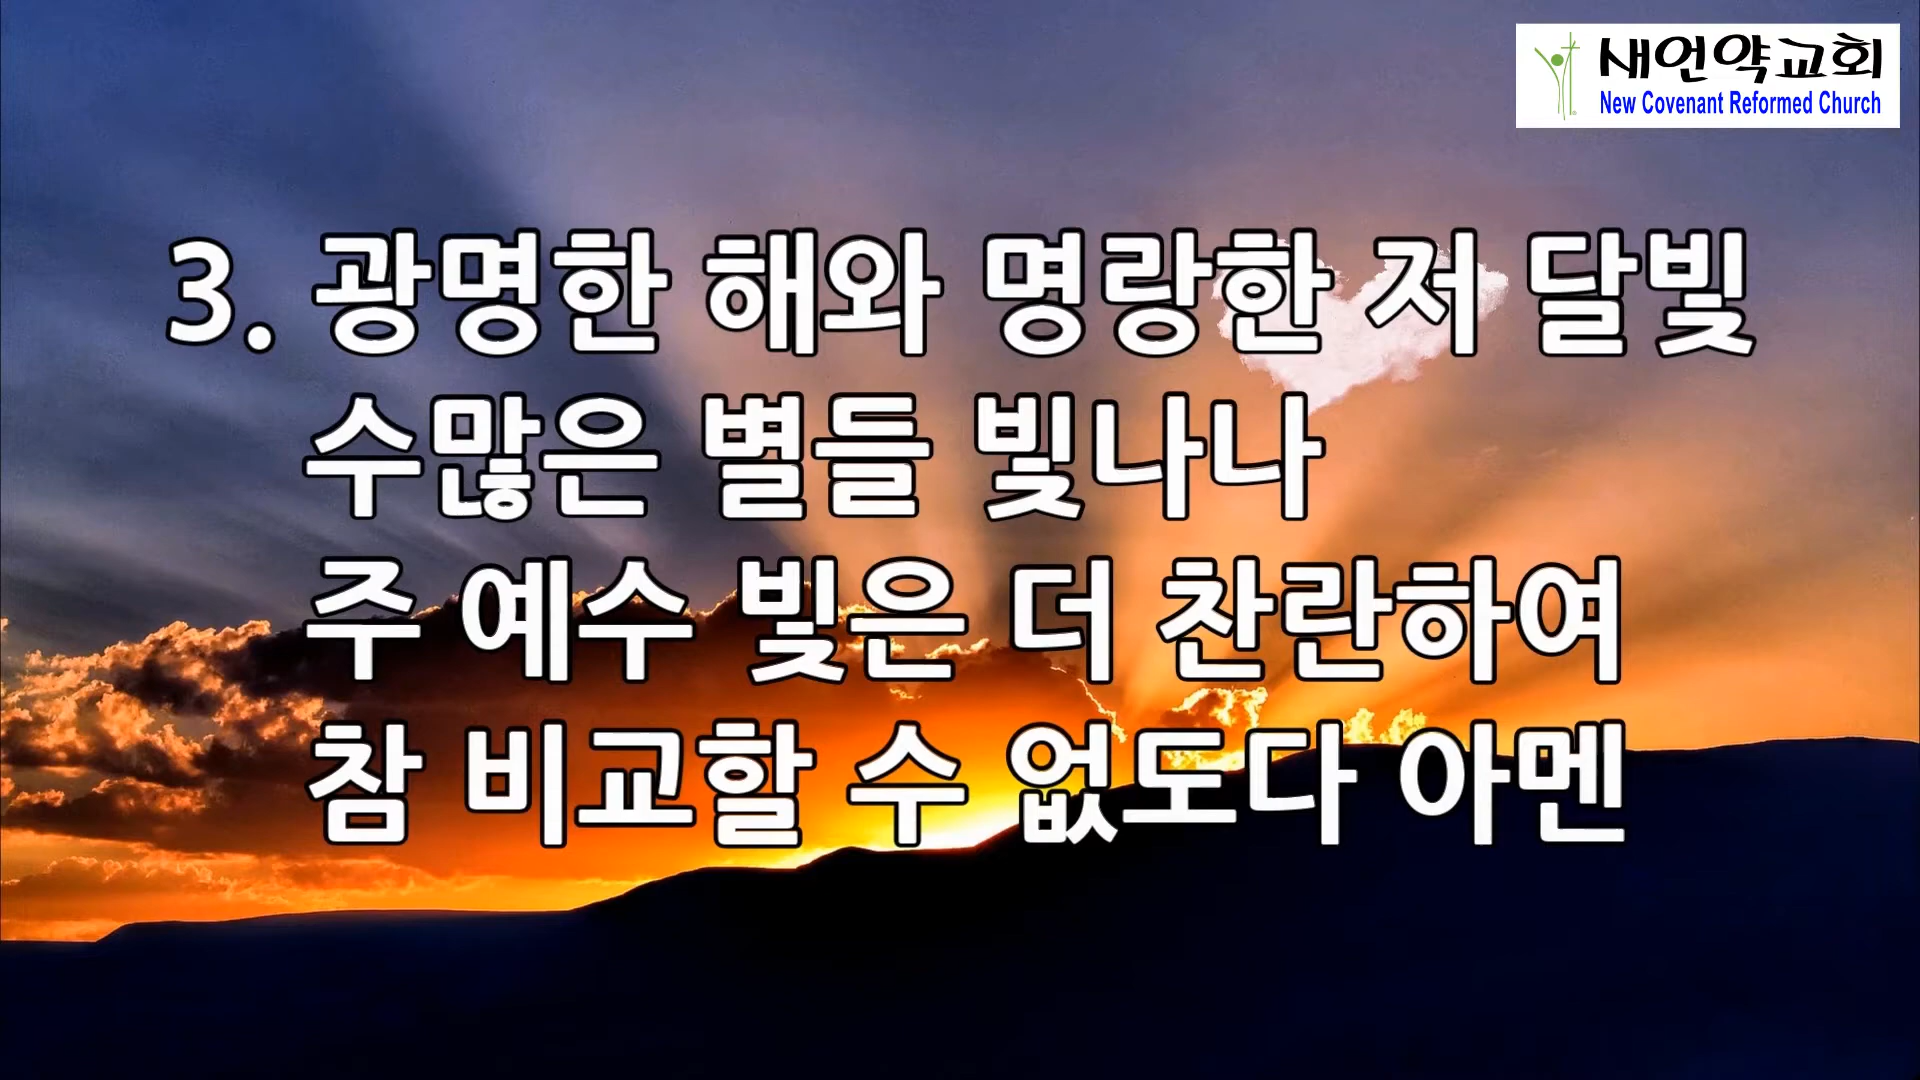 새언약교회
New Covenant Reformed Church
3. 광명한 해와 명랑한 저 달빛
수많은 별들 빛나나
주 예수 빛은 더 찬란하여
참 비교할 수 없도다 아멘